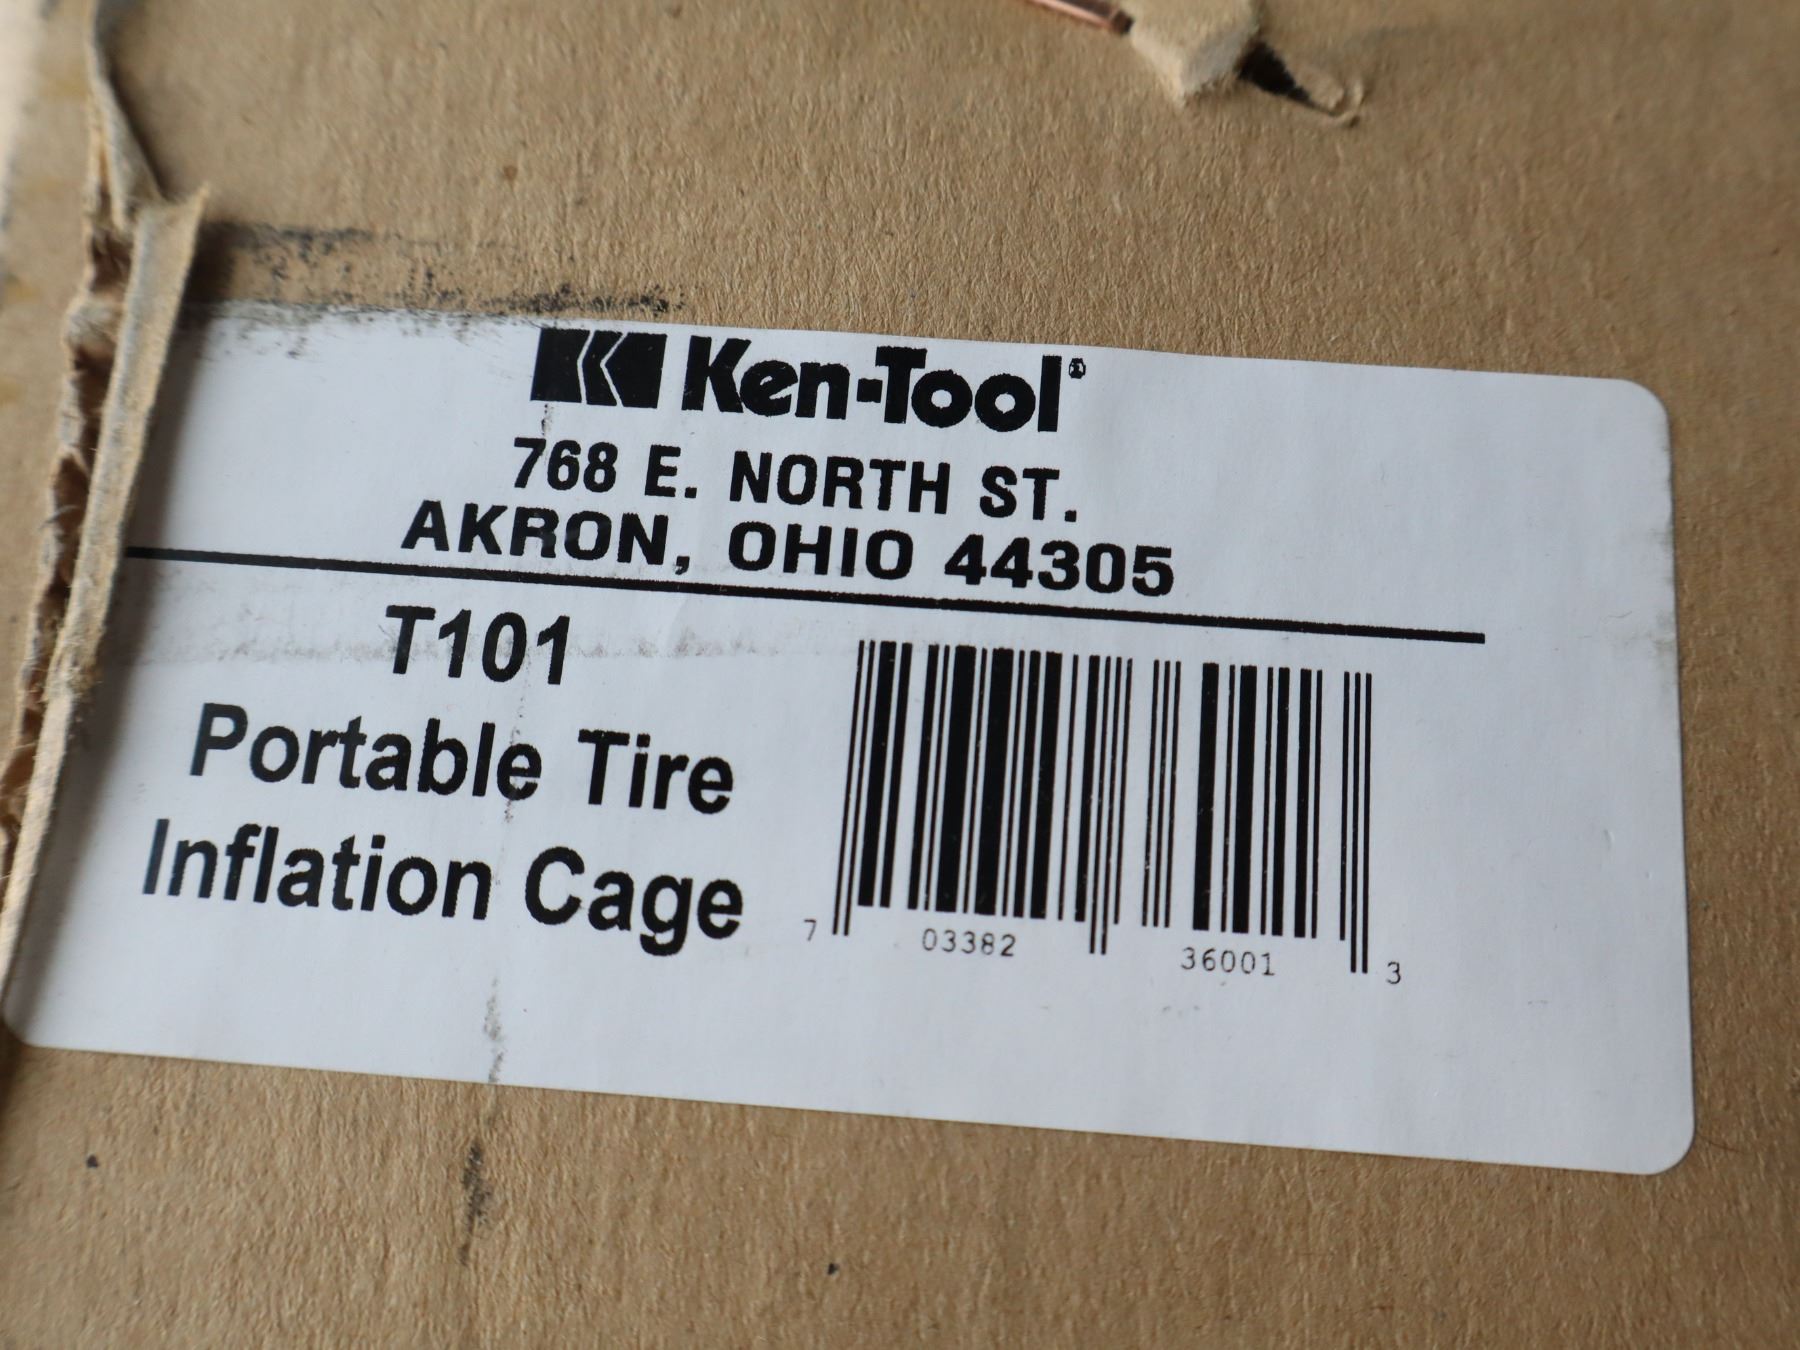 Ken-Tool®
768 E. NORTH ST.
AKRON, OHIO 44305
T101
Portable Tire
Inflation Cage
7 03382 36001 3